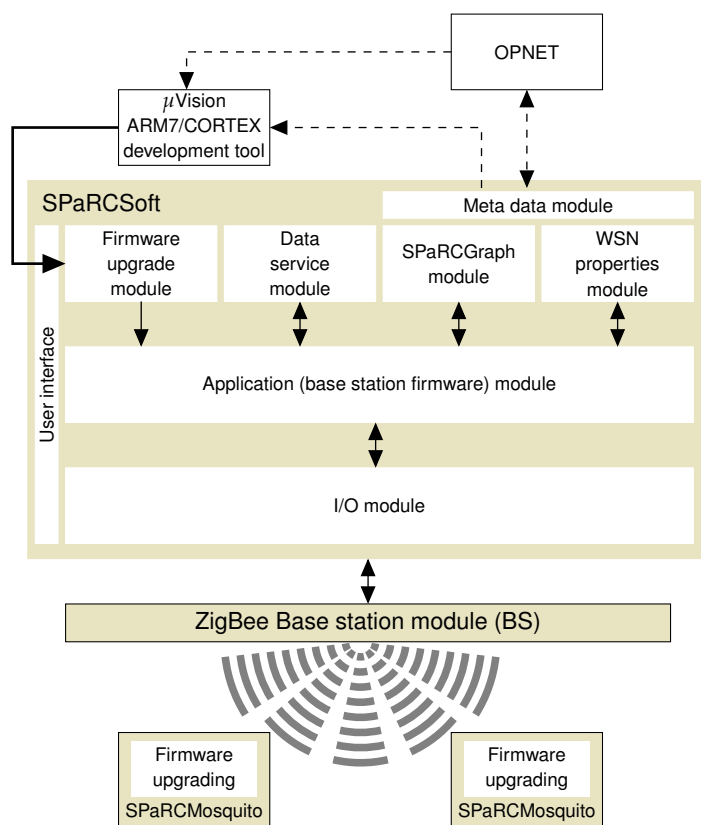 OPNET
μVision
ARM7/CORTEX
development tool
SPaRCSoft
Meta data module
User interface
Firmware
upgrade
module
Data
service
module
SPaRCGraph
module
WSN
properties
module
Application (base station firmware) module
I/O module
ZigBee Base station module (BS)
Firmware
upgrading
SPaRCMosquito
Firmware
upgrading
SPaRCMosquito